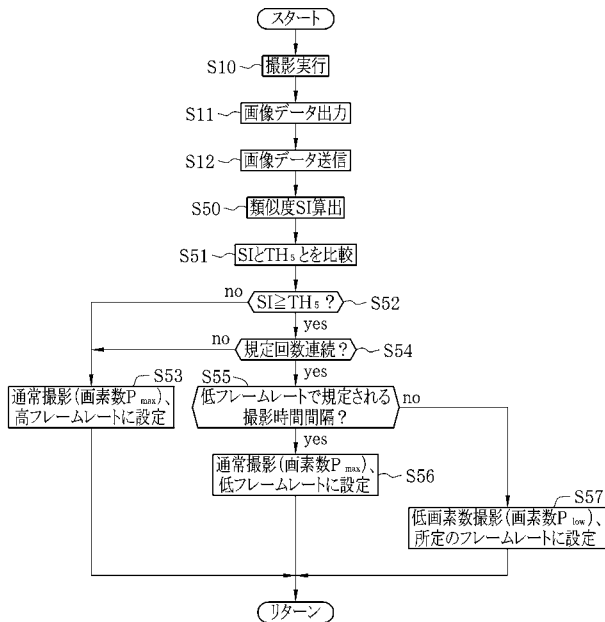 スタート
S10
撮影実行
S11
画像データ出力
S12
画像データ送信
S50
類似度SI算出
S51
SIとTH₅とを比較
SI≧TH₅？
S52
no
yes
規定回数連続？
S54
no
yes
S53
通常撮影(画素数Pmax)、
高フレームレートに設定
S55
低フレームレートで規定される
撮影時間間隔？
no
yes
通常撮影(画素数Pmax)、
低フレームレートに設定
S56
S57
低画素数撮影(画素数Plow)、
所定のフレームレートに設定
リターン